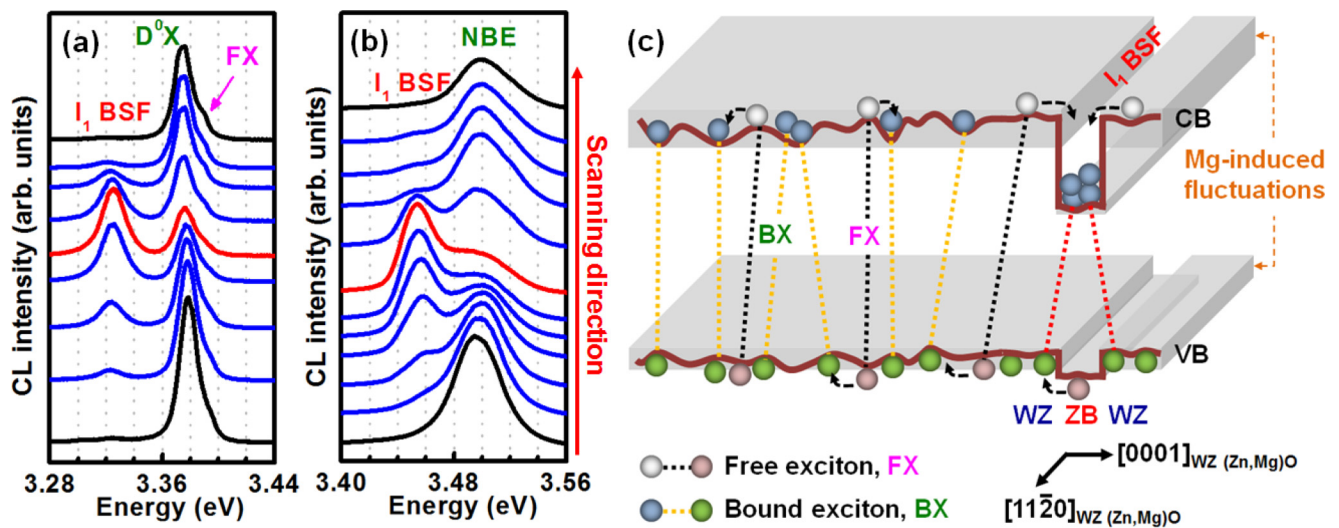 (a)
D⁰X
FX
I₁ BSF
CL intensity (arb. units)
3.28
3.36
3.44
Energy (eV)
(b)
NBE
I₁ BSF
CL intensity (arb. units)
3.40
3.48
3.56
Energy (eV)
Scanning direction
(c)
I₁ BSF
CB
Mg-induced
fluctuations
BX
FX
VB
WZ ZB WZ
Free exciton, FX
Bound exciton, BX
[0001]WZ (Zn,Mg)O
[112̄0]WZ (Zn,Mg)O